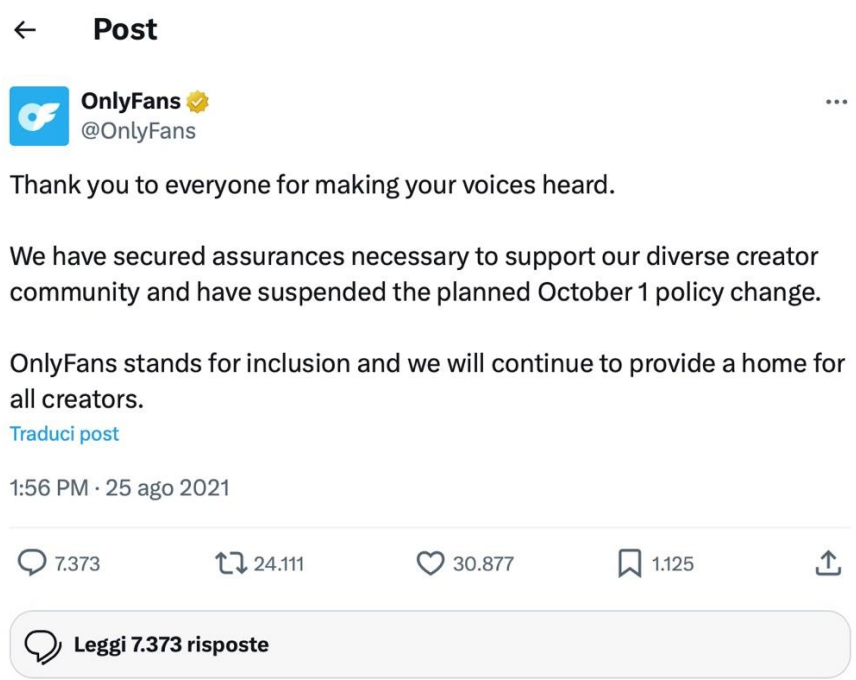 Post
OnlyFans
@OnlyFans
Thank you to everyone for making your voices heard.
We have secured assurances necessary to support our diverse creator
community and have suspended the planned October 1 policy change.
OnlyFans stands for inclusion and we will continue to provide a home for
all creators.
Traduci post
1:56 PM · 25 ago 2021
7.373 24.111 30.877 1.125
Leggi 7.373 risposte